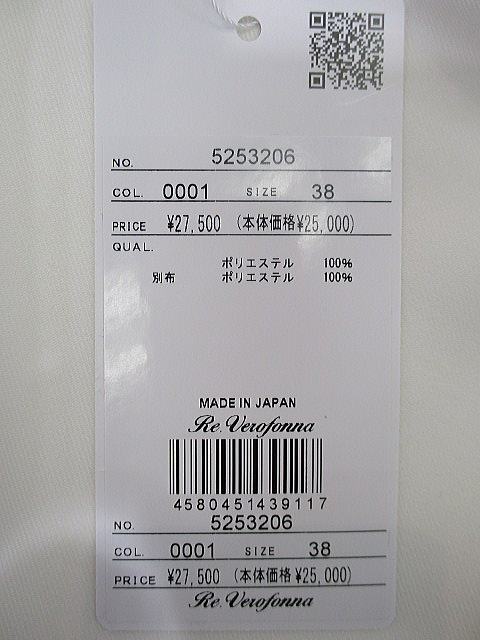 NO. 5253206
COL. 0001 SIZE 38
PRICE ¥27,500 (本体価格¥25,000)
QUAL.
ポリエステル 100%
別布 ポリエステル 100%
MADE IN JAPAN
Re.Verofonna
4580451439117
NO. 5253206
COL. 0001 SIZE 38
PRICE ¥27,500 (本体価格¥25,000)
Re.Verofonna